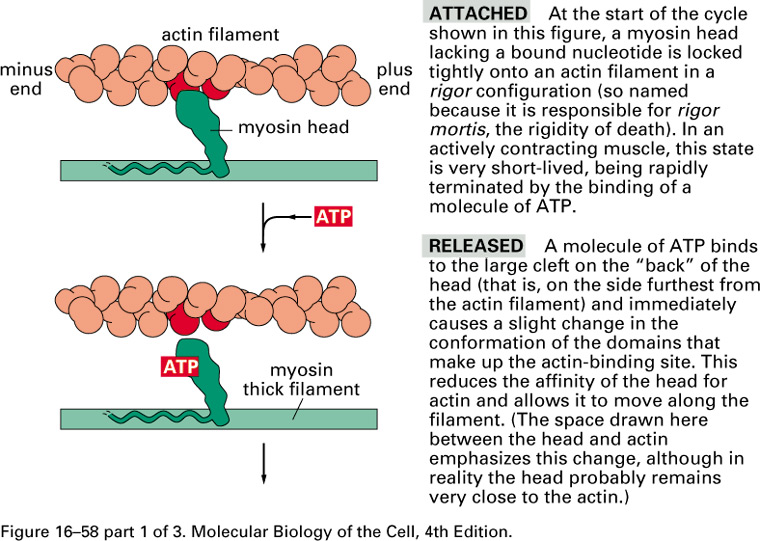 actin filament
minus
end
plus
end
myosin head
ATP
ATP
myosin
thick filament
ATTACHED At the start of the cycle
shown in this figure, a myosin head
lacking a bound nucleotide is locked
tightly onto an actin filament in a
rigor configuration (so named
because it is responsible for rigor
mortis, the rigidity of death). In an
actively contracting muscle, this state
is very short-lived, being rapidly
terminated by the binding of a
molecule of ATP.
RELEASED A molecule of ATP binds
to the large cleft on the “back” of the
head (that is, on the side furthest from
the actin filament) and immediately
causes a slight change in the
conformation of the domains that
make up the actin-binding site. This
reduces the affinity of the head for
actin and allows it to move along the
filament. (The space drawn here
between the head and actin
emphasizes this change, although in
reality the head probably remains
very close to the actin.)
Figure 16–58 part 1 of 3. Molecular Biology of the Cell, 4th Edition.